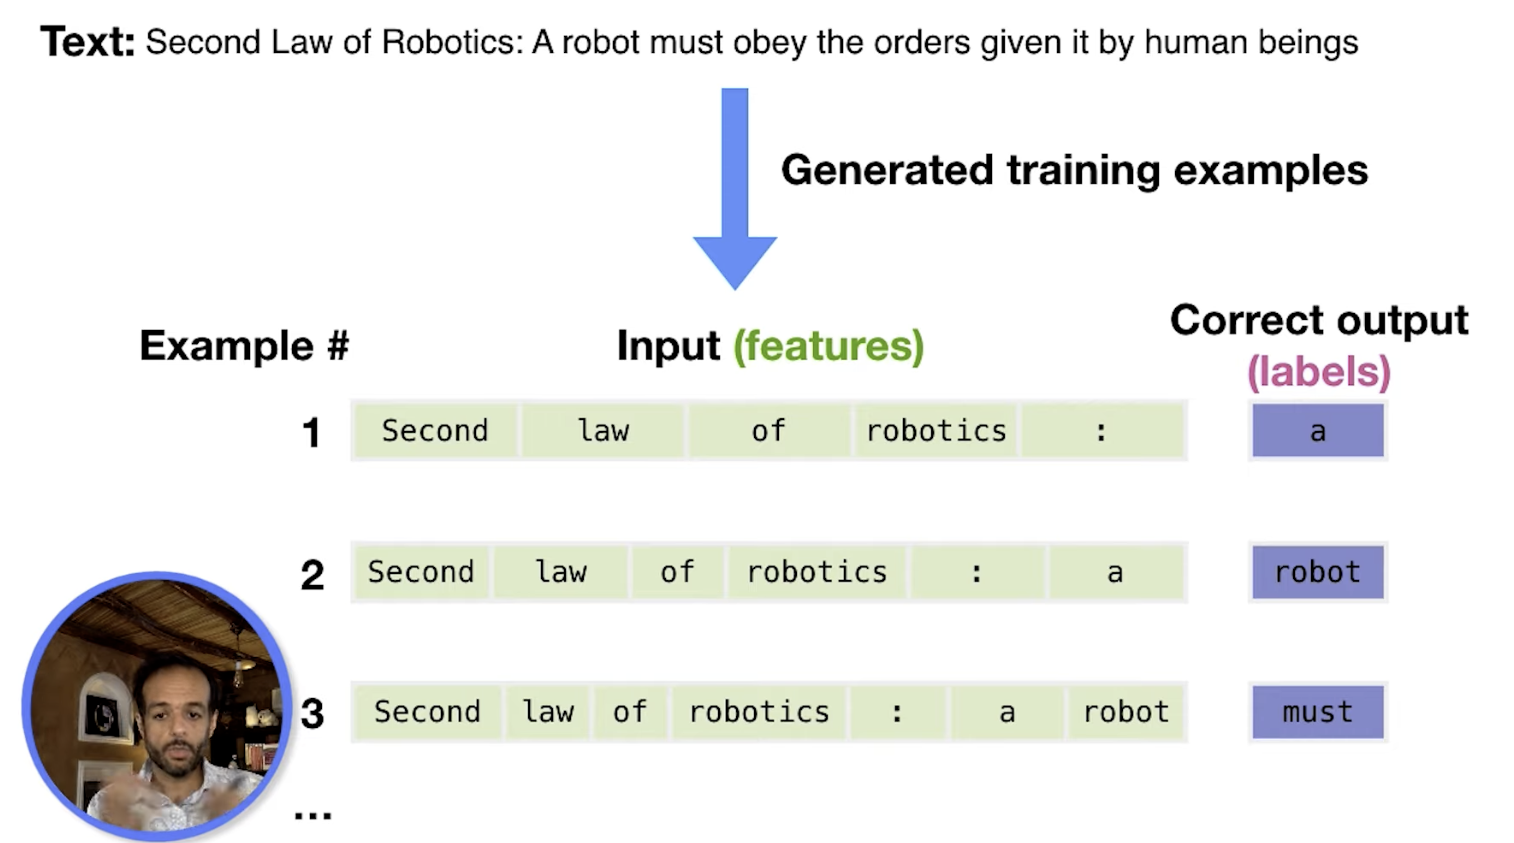 Text: Second Law of Robotics: A robot must obey the orders given it by human beings
Generated training examples
Example # Input (features) Correct output (labels)
1 Second law of robotics : a
2 Second law of robotics : a robot
3 Second law of robotics : a robot must
...